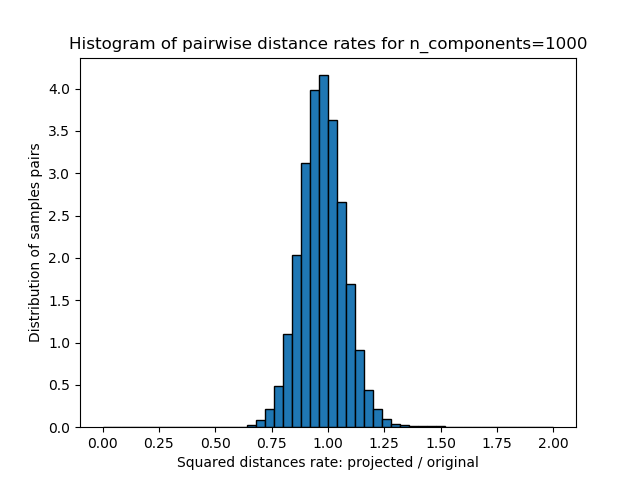 Histogram of pairwise distance rates for n_components=1000
Distribution of samples pairs
4.0
3.5
3.0
2.5
2.0
1.5
1.0
0.5
0.0
0.00 0.25 0.50 0.75 1.00 1.25 1.50 1.75 2.00
Squared distances rate: projected / original